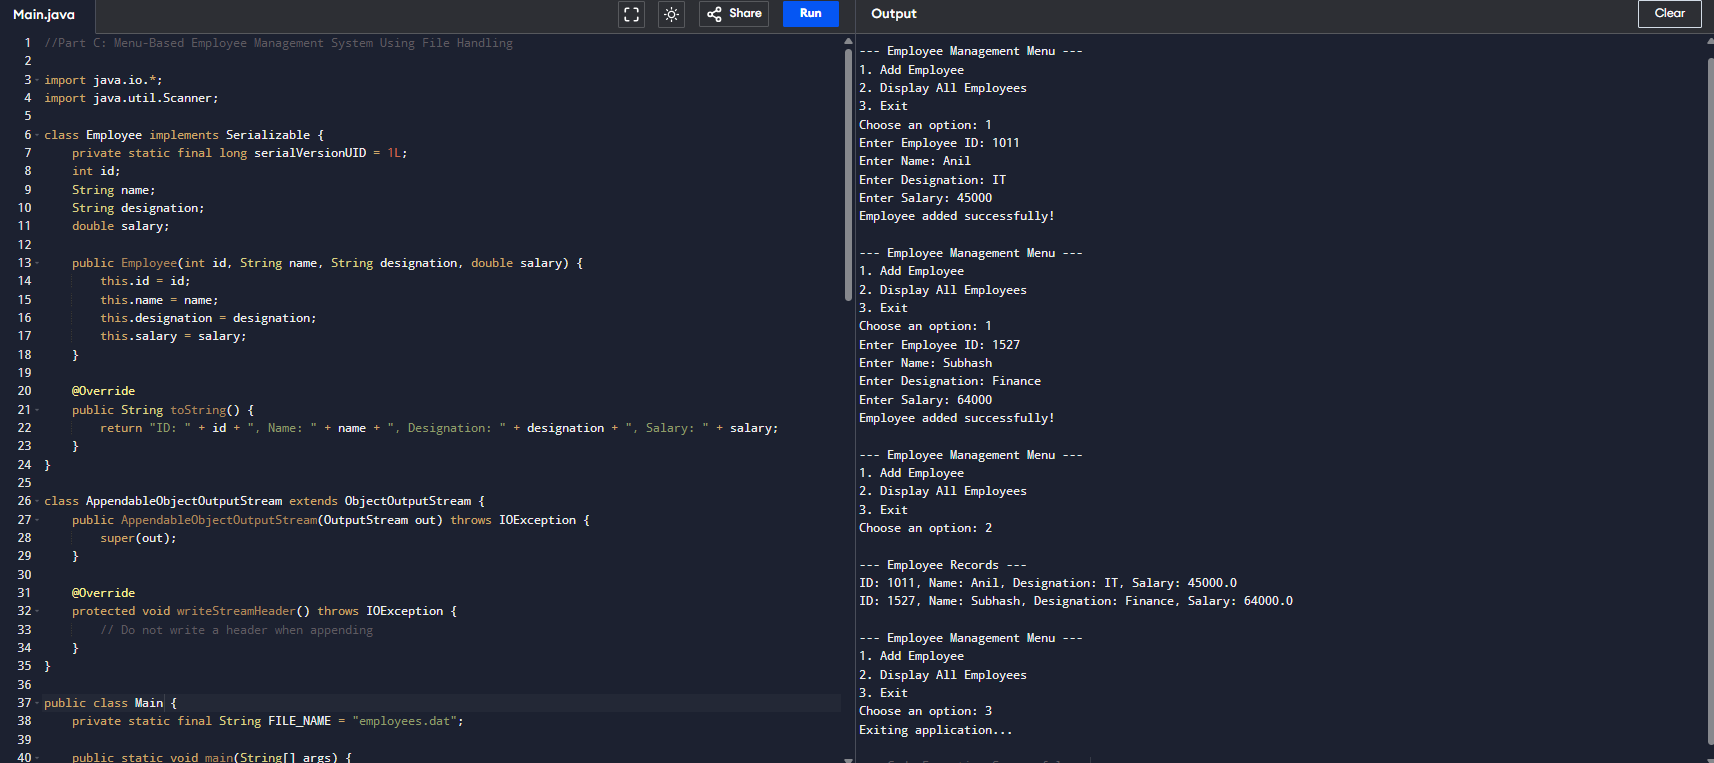 Main.java
Share
Run
Output
Clear
1 //Part C: Menu-Based Employee Management System Using File Handling
2
3 import java.io.*;
4 import java.util.Scanner;
5
6 class Employee implements Serializable {
7 private static final long serialVersionUID = 1L;
8 int id;
9 String name;
10 String designation;
11 double salary;
12
13 public Employee(int id, String name, String designation, double salary) {
14 this.id = id;
15 this.name = name;
16 this.designation = designation;
17 this.salary = salary;
18 }
19
20 @Override
21 public String toString() {
22 return "ID: " + id + ", Name: " + name + ", Designation: " + designation + ", Salary: " + salary;
23 }
24 }
25
26 class AppendableObjectOutputStream extends ObjectOutputStream {
27 public AppendableObjectOutputStream(OutputStream out) throws IOException {
28 super(out);
29 }
30
31 @Override
32 protected void writeStreamHeader() throws IOException {
33 // Do not write a header when appending
34 }
35 }
36
37 public class Main {
38 private static final String FILE_NAME = "employees.dat";
39
40 public static void main(String[] args) {
--- Employee Management Menu ---
1. Add Employee
2. Display All Employees
3. Exit
Choose an option: 1
Enter Employee ID: 1011
Enter Name: Anil
Enter Designation: IT
Enter Salary: 45000
Employee added successfully!
--- Employee Management Menu ---
1. Add Employee
2. Display All Employees
3. Exit
Choose an option: 1
Enter Employee ID: 1527
Enter Name: Subhash
Enter Designation: Finance
Enter Salary: 64000
Employee added successfully!
--- Employee Management Menu ---
1. Add Employee
2. Display All Employees
3. Exit
Choose an option: 2
--- Employee Records ---
ID: 1011, Name: Anil, Designation: IT, Salary: 45000.0
ID: 1527, Name: Subhash, Designation: Finance, Salary: 64000.0
--- Employee Management Menu ---
1. Add Employee
2. Display All Employees
3. Exit
Choose an option: 3
Exiting application...